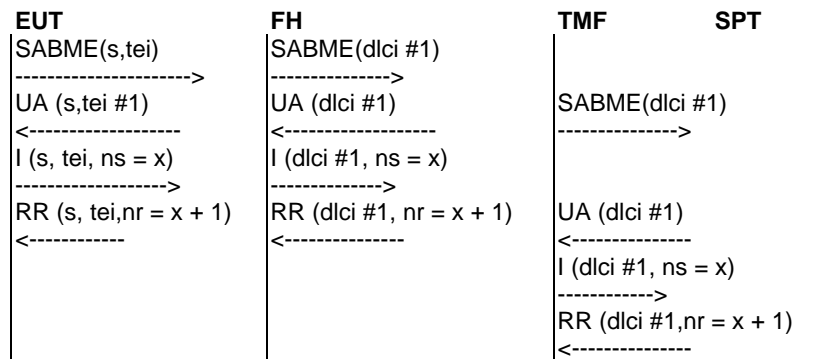 EUT FH TMF SPT
SABME(s,tei) SABME(dlci #1)
----------------------> --------------->
UA (s,tei #1) UA (dlci #1) SABME(dlci #1)
<------------------- <------------------- --------------->
I (s, tei, ns = x) I (dlci #1, ns = x)
-------------------> -------------->
RR (s, tei,nr = x + 1) RR (dlci #1, nr = x + 1) UA (dlci #1)
<------------ <--------------- <---------------
I (dlci #1, ns = x)
------------>
RR (dlci #1,nr = x + 1)
<---------------